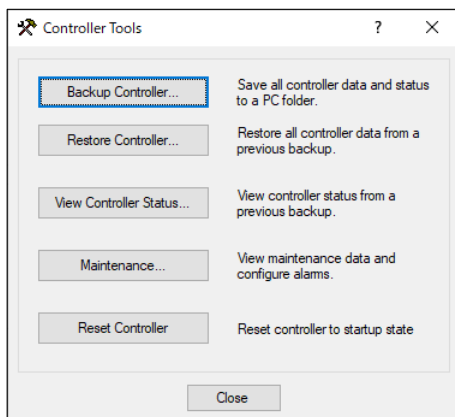 Controller Tools
?
Backup Controller...
Save all controller data and status
to a PC folder.
Restore Controller...
Restore all controller data from a
previous backup.
View Controller Status...
View controller status from a
previous backup.
Maintenance...
View maintenance data and
configure alarms.
Reset Controller
Reset controller to startup state
Close